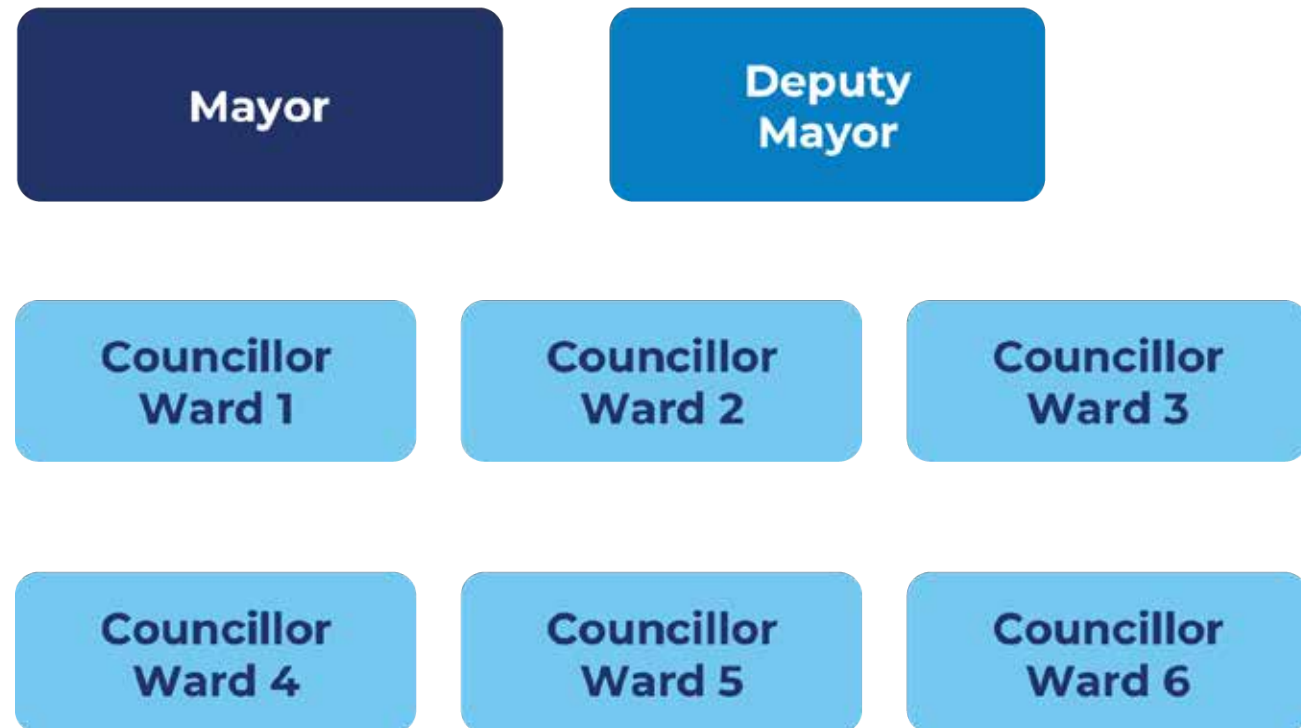 Mayor
Deputy
Mayor
Councillor
Ward 1
Councillor
Ward 2
Councillor
Ward 3
Councillor
Ward 4
Councillor
Ward 5
Councillor
Ward 6